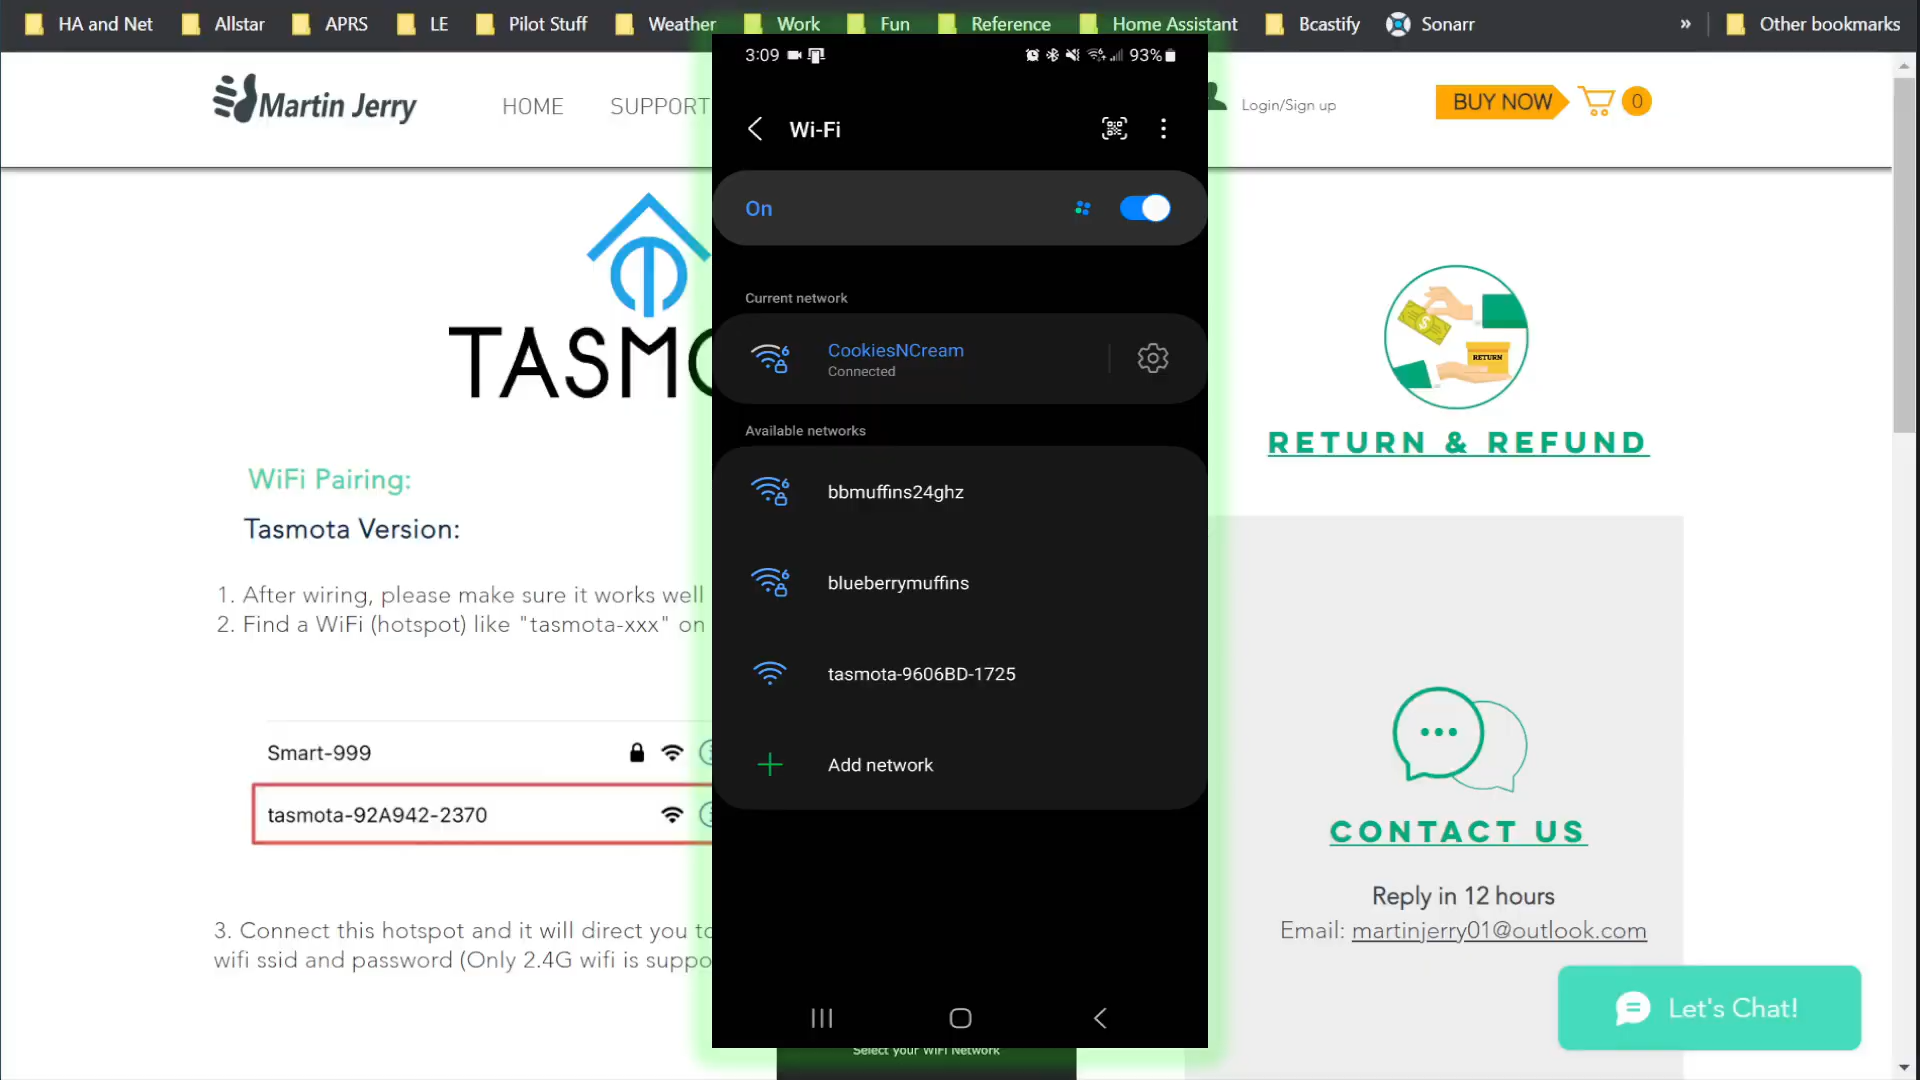 HA and Net
Allstar
APRS
LE
Pilot Stuff
Weather
Work
Fun
Reference
Home Assistant
Bcastify
Sonarr
»
Other bookmarks
Martin Jerry
HOME
SUPPORT
Login/Sign up
BUY NOW
0
TASMO
WiFi Pairing:
Tasmota Version:
1. After wiring, please make sure it works well
2. Find a WiFi (hotspot) like "tasmota-xxx" on
Smart-999
tasmota-92A942-2370
3. Connect this hotspot and it will direct you to
wifi ssid and password (Only 2.4G wifi is suppo
3:09
93%
Wi-Fi
On
Current network
CookiesNCream
Connected
Available networks
bbmuffins24ghz
blueberrymuffins
tasmota-9606BD-1725
Add network
Select your WiFi Network
RETURN
RETURN & REFUND
CONTACT US
Reply in 12 hours
Email: martinjerry01@outlook.com
Let's Chat!